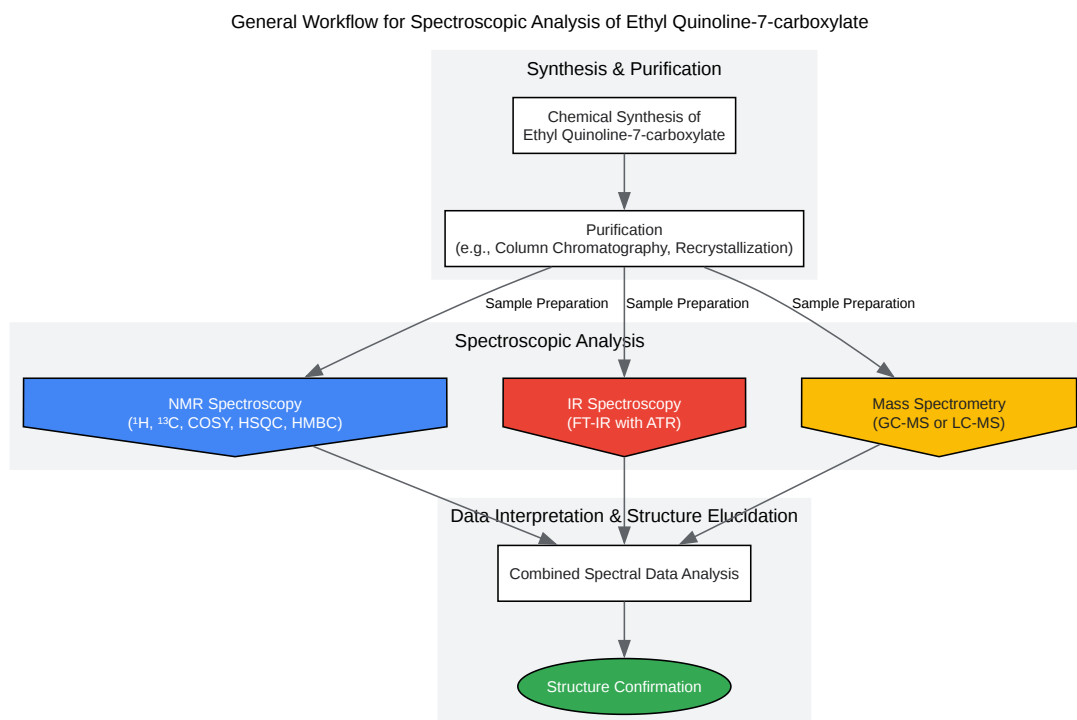 General Workflow for Spectroscopic Analysis of Ethyl Quinoline-7-carboxylate
Synthesis & Purification
Chemical Synthesis of
Ethyl Quinoline-7-carboxylate
Purification
(e.g., Column Chromatography, Recrystallization)
Sample Preparation
Sample Preparation
Sample Preparation
Spectroscopic Analysis
NMR Spectroscopy
(¹H, ¹³C, COSY, HSQC, HMBC)
IR Spectroscopy
(FT-IR with ATR)
Mass Spectrometry
(GC-MS or LC-MS)
Data Interpretation & Structure Elucidation
Combined Spectral Data Analysis
Structure Confirmation